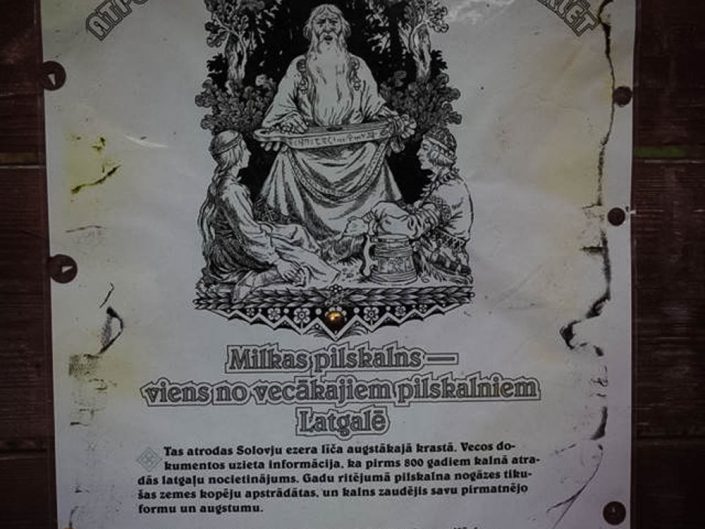 Milkas pilskalns —
viens no vecākajiem pilskalniem
Latgalē
Tas atrodas Solovju ezera līča augstākajā krastā. Vecos do-
kumentos uzieta informācija, ka pirms 800 gadiem kalnā atra-
dās latgaļu nocietinājums. Gadu ritējumā pilskalna nogāzes tiku-
šas zemes kopēju apstrādātas, un kalns zaudējis savu pirmatnējo
formu un augstumu.